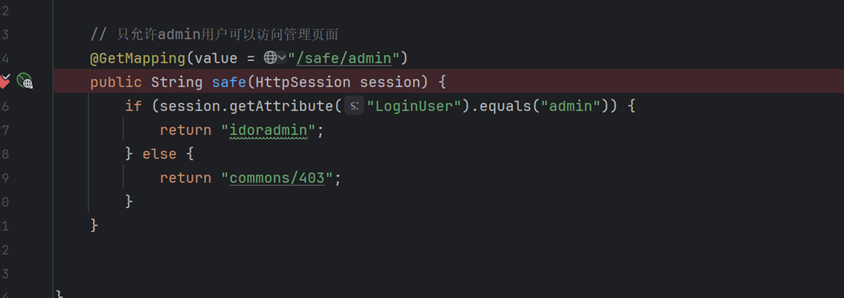 2
3 // 只允许admin用户可以访问管理页面
4 @GetMapping(value = "/safe/admin")
public String safe(HttpSession session) {
6 if (session.getAttribute( s: "LoginUser").equals("admin")) {
7 return "idoradmin";
8 } else {
9 return "commons/403";
0 }
1 }
2
3
4 }